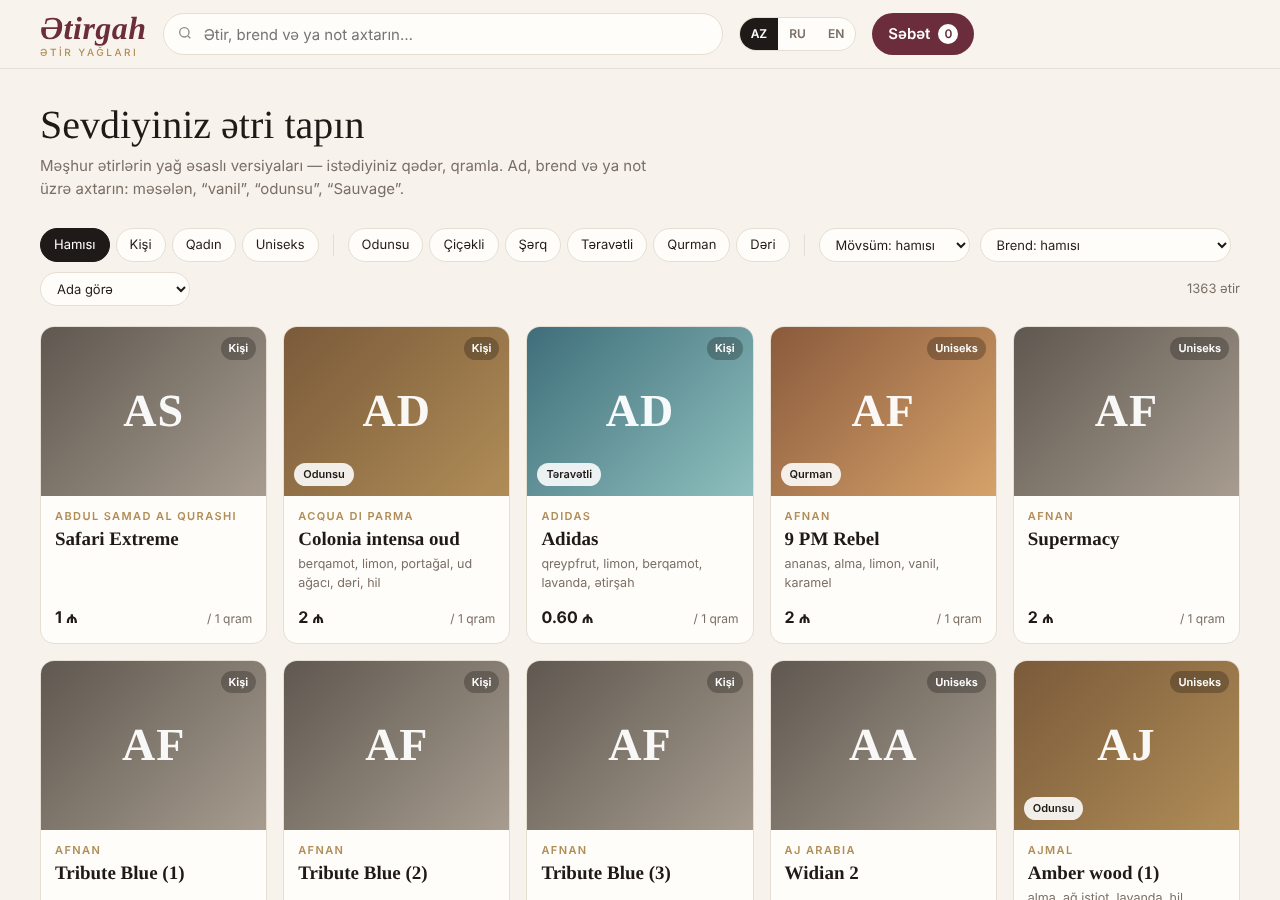 Ətirgah
ƏTİR YAĞLARI
Ətir, brend və ya not axtarın...
AZ RU EN
Səbət 0
Sevdiyiniz ətri tapın
Məşhur ətirlərin yağ əsaslı versiyaları — istədiyiniz qədər, qramla. Ad, brend və ya not
üzrə axtarın: məsələn, “vanil”, “odunsu”, “Sauvage”.
Hamısı Kişi Qadın Uniseks Odunsu Çiçəkli Şərq Təravətli Qurman Dəri Mövsüm: hamısı Brend: hamısı
Ada görə 1363 ətir
Kişi
AS
ABDUL SAMAD AL QURASHI
Safari Extreme
1 ₼ / 1 qram
Kişi
AD
Odunsu
ACQUA DI PARMA
Colonia intensa oud
berqamot, limon, portağal, ud
ağacı, dəri, hil
2 ₼ / 1 qram
Kişi
AD
Təravətli
ADIDAS
Adidas
qreypfrut, limon, berqamot,
lavanda, ətirşah
0.60 ₼ / 1 qram
Uniseks
AF
Qurman
AFNAN
9 PM Rebel
ananas, alma, limon, vanil,
karamel
2 ₼ / 1 qram
Uniseks
AF
AFNAN
Supermacy
2 ₼ / 1 qram
Kişi
AF
AFNAN
Tribute Blue (1)
Kişi
AF
AFNAN
Tribute Blue (2)
Kişi
AF
AFNAN
Tribute Blue (3)
Uniseks
AA
AJ ARABIA
Widian 2
Uniseks
AJ
Odunsu
AJMAL
Amber wood (1)
alma, ağ istiot, lavanda, hil,